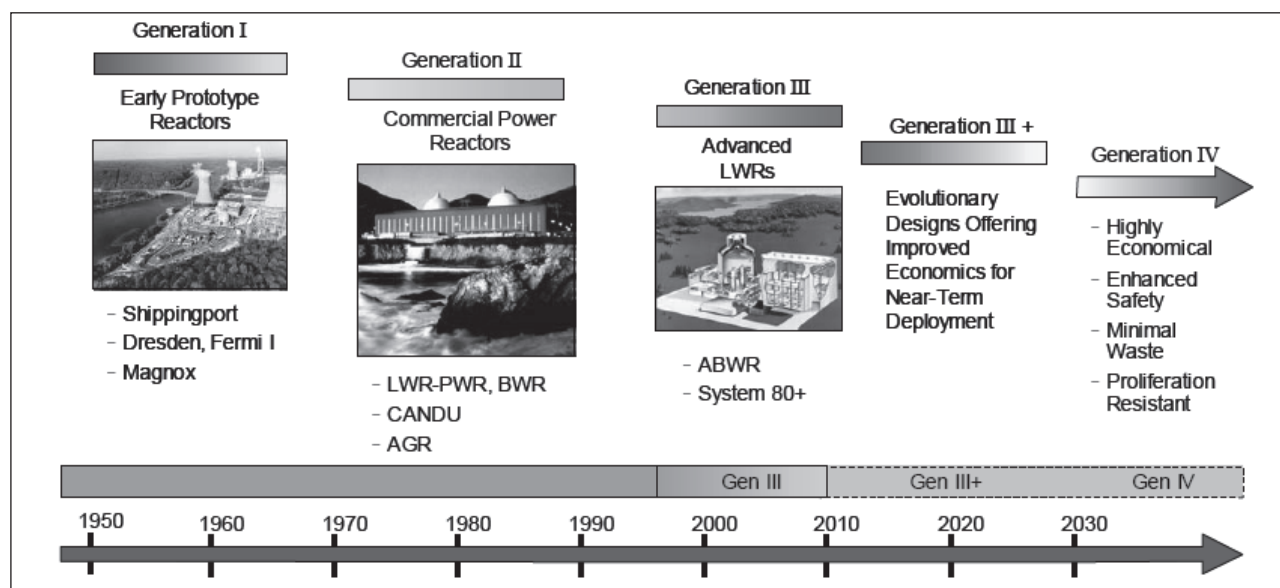 Generation I
Early Prototype
Reactors
- Shippingport
- Dresden, Fermi I
- Magnox
Generation II
Commercial Power
Reactors
- LWR-PWR, BWR
- CANDU
- AGR
Generation III
Advanced
LWRs
- ABWR
- System 80+
Generation III +
Evolutionary
Designs Offering
Improved
Economics for
Near-Term
Deployment
Generation IV
- Highly
Economical
- Enhanced
Safety
- Minimal
Waste
- Proliferation
Resistant
Gen III
Gen III+
Gen IV
1950
1960
1970
1980
1990
2000
2010
2020
2030